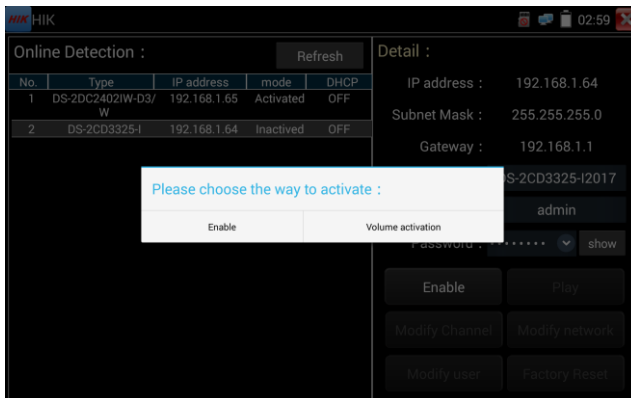 HIK HIK 02:59
Online Detection : Refresh
No. Type IP address mode DHCP
1 DS-2DC2402IW-D3/W 192.168.1.65 Activated OFF
2 DS-2CD3325-I 192.168.1.64 Inactived OFF
Detail :
IP address : 192.168.1.64
Subnet Mask : 255.255.255.0
Gateway : 192.168.1.1
S-2CD3325-I2017
admin
Password : show
Please choose the way to activate :
Enable Volume activation
Enable Play
Modify Channel Modify network
Modify user Factory Reset